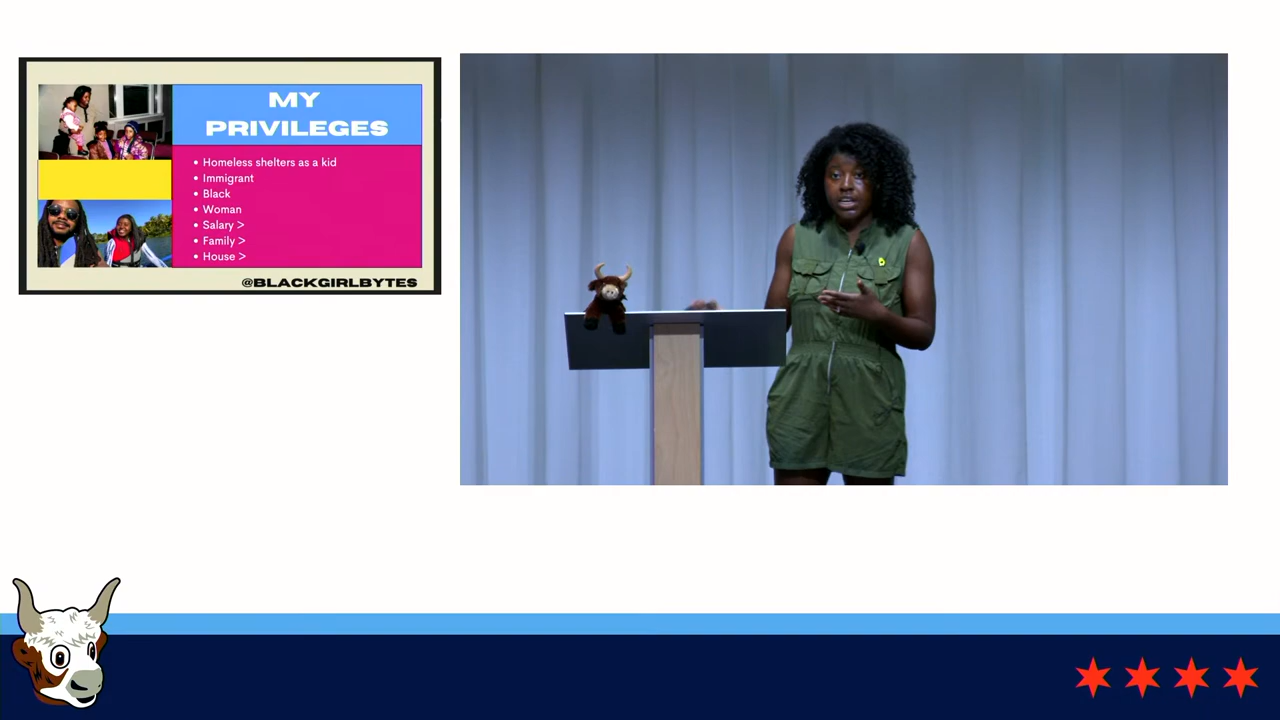 MY
PRIVILEGES
• Homeless shelters as a kid
• Immigrant
• Black
• Woman
• Salary >
• Family >
• House >
@BLACKGIRLBYTES